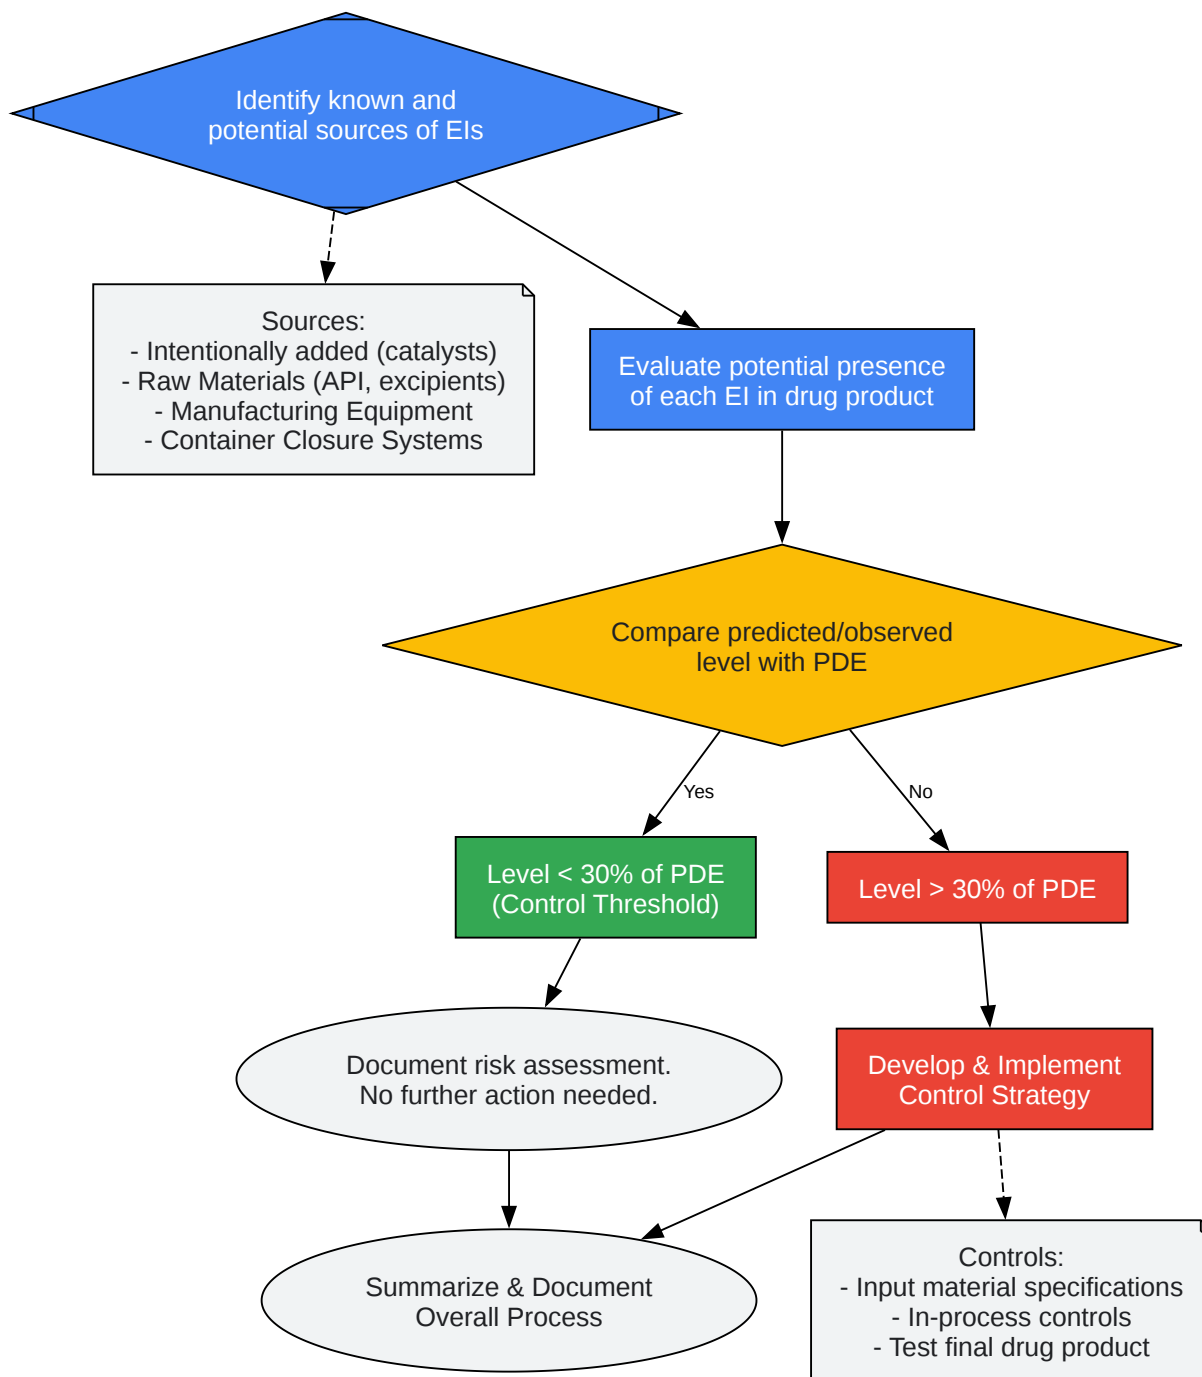 Identify known and
potential sources of EIs
Sources:
- Intentionally added (catalysts)
- Raw Materials (API, excipients)
- Manufacturing Equipment
- Container Closure Systems
Evaluate potential presence
of each EI in drug product
Compare predicted/observed
level with PDE
Yes
No
Level < 30% of PDE
(Control Threshold)
Level > 30% of PDE
Document risk assessment.
No further action needed.
Develop & Implement
Control Strategy
Summarize & Document
Overall Process
Controls:
- Input material specifications
- In-process controls
- Test final drug product